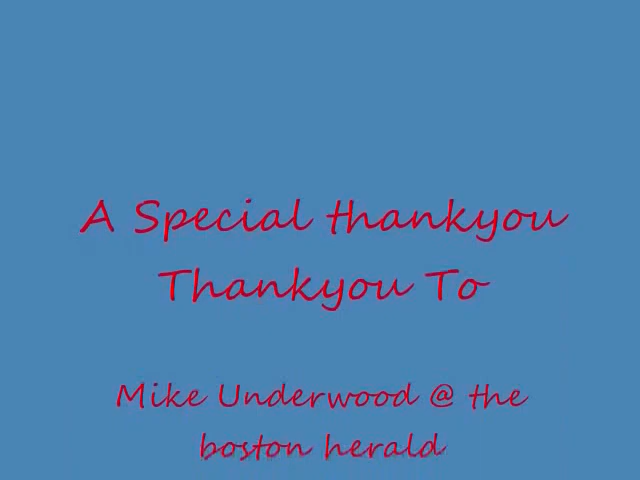 A Special thankyou
Thankyou To
Mike Underwood @ the
boston herald